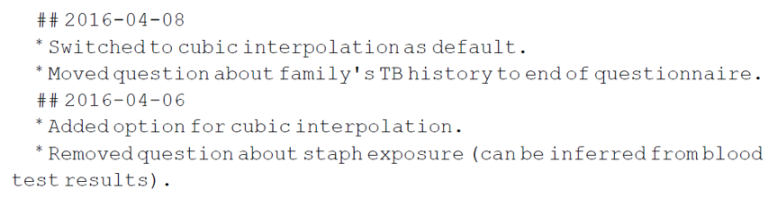 ## 2016-04-08
* Switched to cubic interpolation as default.
* Moved question about family's TB history to end of questionnaire.
## 2016-04-06
* Added option for cubic interpolation.
* Removed question about staph exposure (can be inferred from blood
test results).